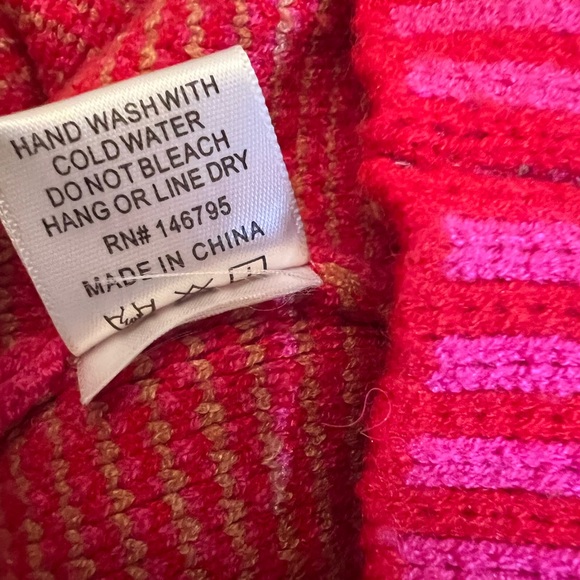 HAND WASH WITH
COLD WATER
DO NOT BLEACH
HANG OR LINE DRY
RN# 146795
MADE IN CHINA